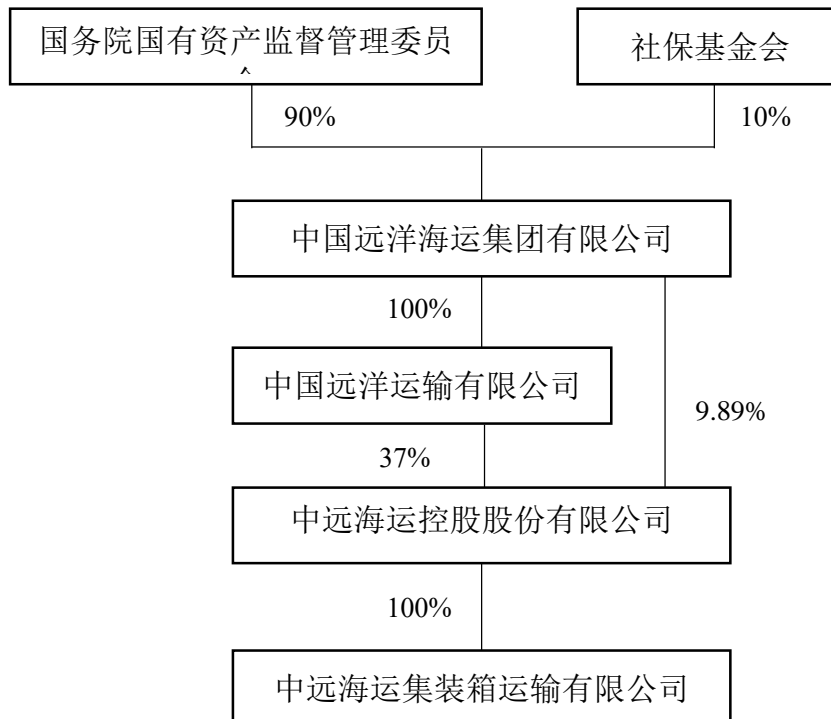 国务院国有资产监督管理委员
社保基金会
90%
10%
中国远洋海运集团有限公司
100%
中国远洋运输有限公司
9.89%
37%
中远海运控股股份有限公司
100%
中远海运集装箱运输有限公司